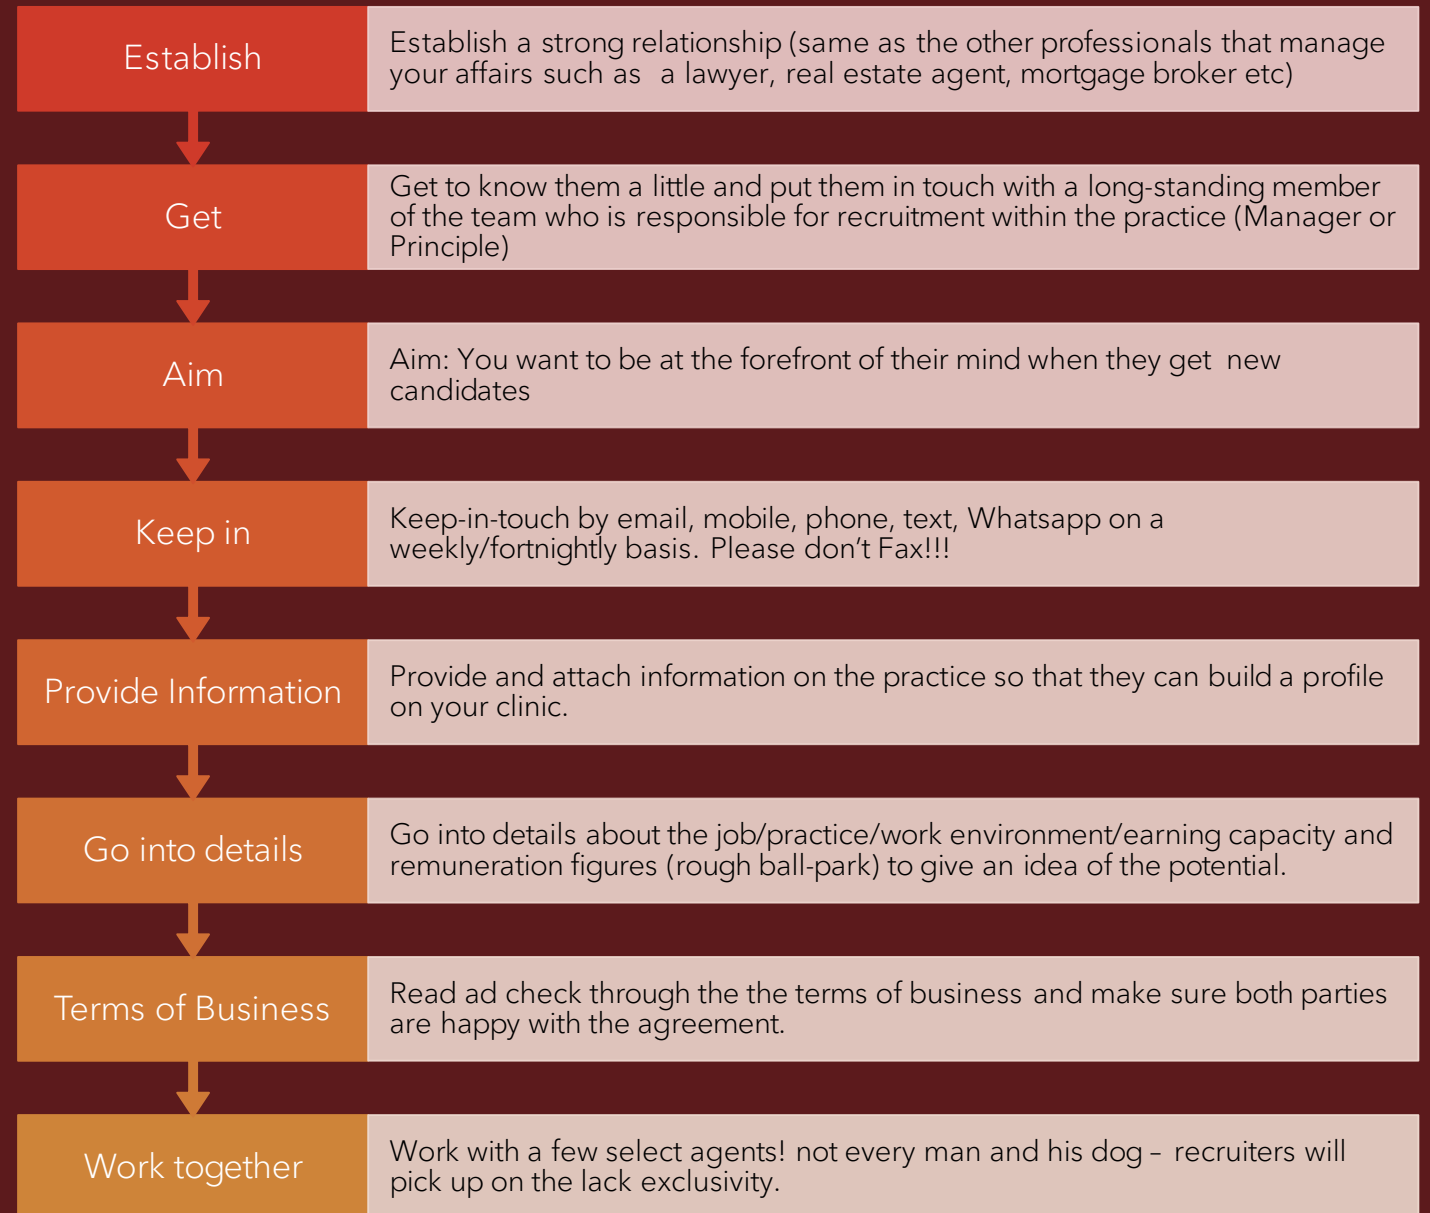 Establish
Establish a strong relationship (same as the other professionals that manage
your affairs such as a lawyer, real estate agent, mortgage broker etc)
Get
Get to know them a little and put them in touch with a long-standing member
of the team who is responsible for recruitment within the practice (Manager or
Principle)
Aim
Aim: You want to be at the forefront of their mind when they get new
candidates
Keep in
Keep-in-touch by email, mobile, phone, text, Whatsapp on a
weekly/fortnightly basis. Please don’t Fax!!!
Provide Information
Provide and attach information on the practice so that they can build a profile
on your clinic.
Go into details
Go into details about the job/practice/work environment/earning capacity and
remuneration figures (rough ball-park) to give an idea of the potential.
Terms of Business
Read ad check through the the terms of business and make sure both parties
are happy with the agreement.
Work together
Work with a few select agents! not every man and his dog – recruiters will
pick up on the lack exclusivity.